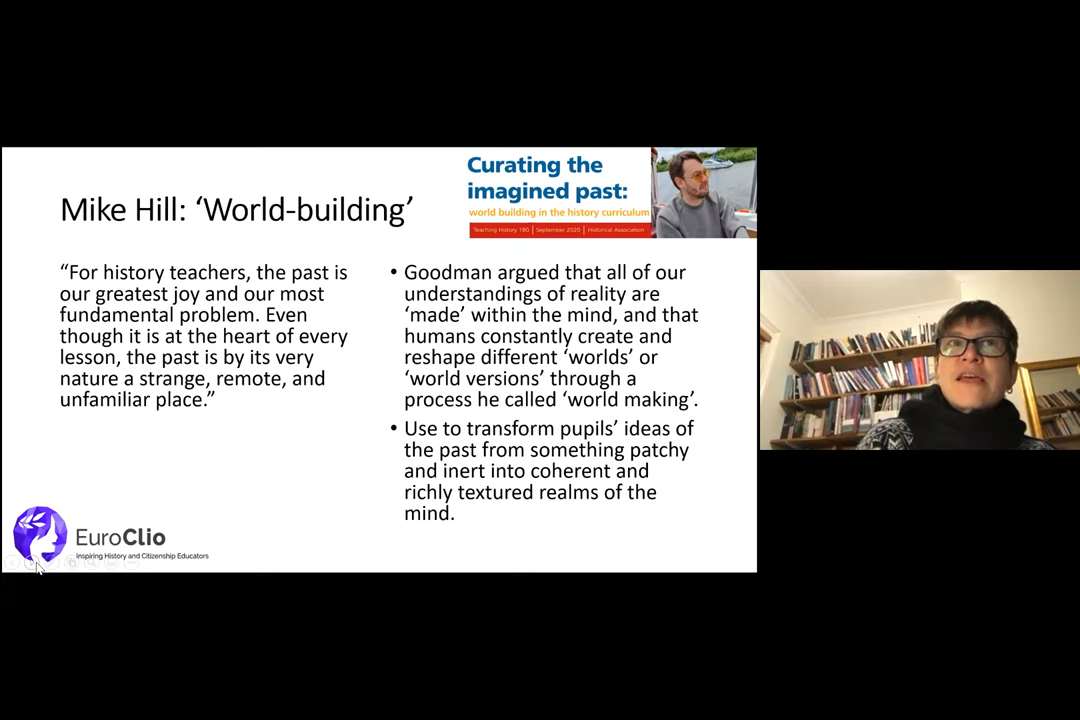 Curating the
imagined past:
world building in the history curriculum
Teaching History 180 | September 2020 | Historical Association
Mike Hill: ‘World-building’
“For history teachers, the past is
our greatest joy and our most
fundamental problem. Even
though it is at the heart of every
lesson, the past is by its very
nature a strange, remote, and
unfamiliar place.”
• Goodman argued that all of our
understandings of reality are
‘made’ within the mind, and that
humans constantly create and
reshape different ‘worlds’ or
‘world versions’ through a
process he called ‘world making’.
• Use to transform pupils’ ideas of
the past from something patchy
and inert into coherent and
richly textured realms of the
mind.
EuroClio
Inspiring History and Citizenship Educators